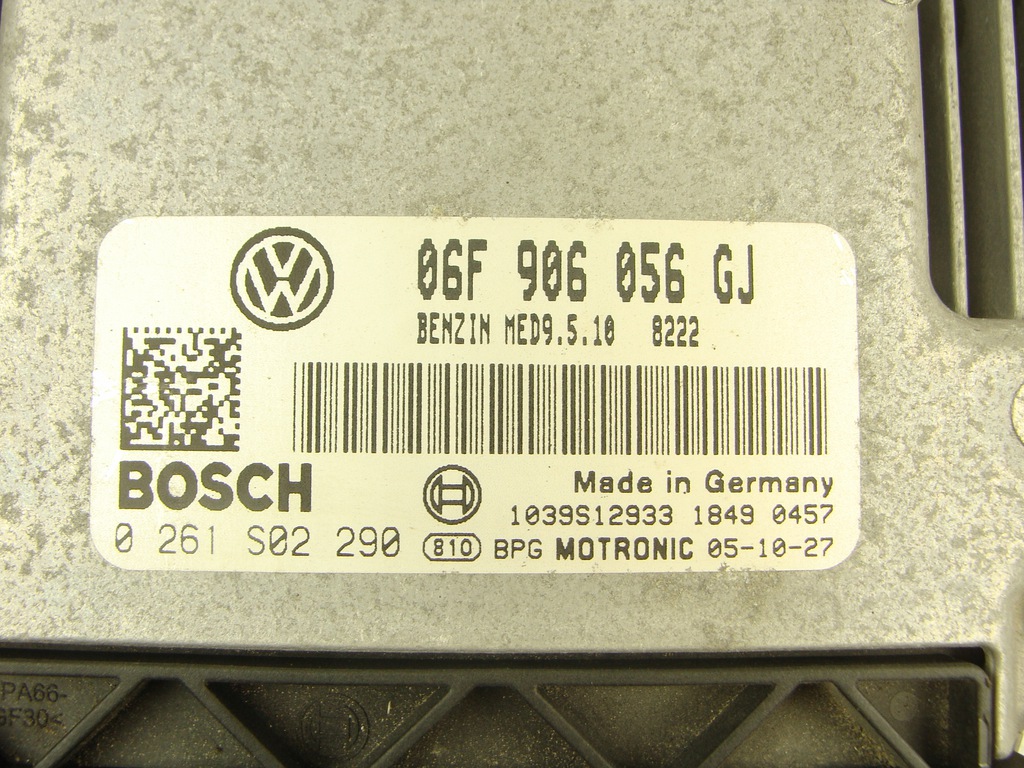 06F 906 056 GJ
BENZIN MED9.5.10 8222
BOSCH
Made in Germany
1039S12933 1849 0457
0 261 S02 290
810 BPG MOTRONIC 05-10-27
PA66-
GF30<